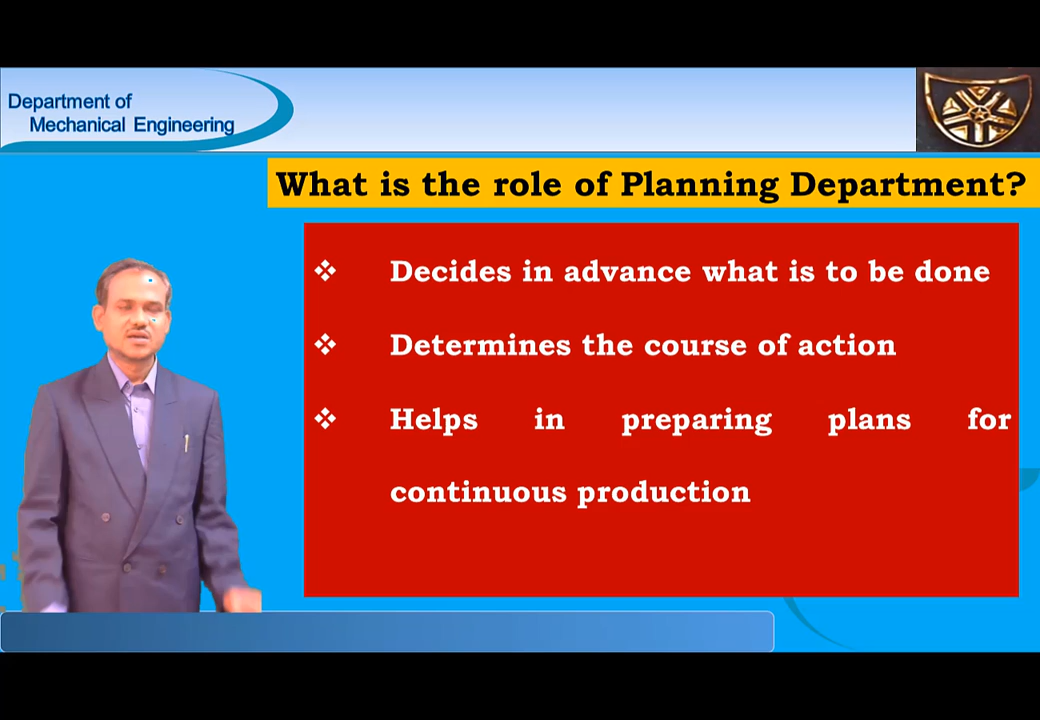 Department of
Mechanical Engineering
What is the role of Planning Department?
❖ Decides in advance what is to be done
❖ Determines the course of action
❖ Helps in preparing plans for
continuous production